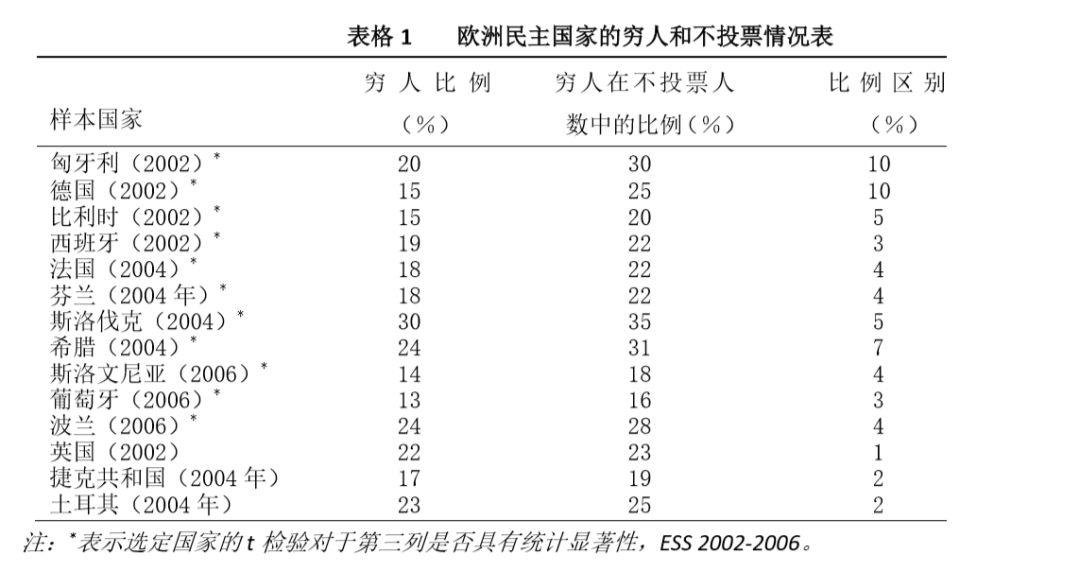 表格 1 欧洲民主国家的穷人和不投票情况表
样本国家 穷人比例（%） 穷人在不投票人数中的比例（%） 比例区别（%）
匈牙利（2002）* 20 30 10
德国（2002）* 15 25 10
比利时（2002）* 15 20 5
西班牙（2002）* 19 22 3
法国（2004）* 18 22 4
芬兰（2004 年）* 18 22 4
斯洛伐克（2004）* 30 35 5
希腊（2004）* 24 31 7
斯洛文尼亚（2006）* 14 18 4
葡萄牙（2006）* 13 16 3
波兰（2006）* 24 28 4
英国（2002） 22 23 1
捷克共和国（2004 年） 17 19 2
土耳其（2004 年） 23 25 2
注：*表示选定国家的 t 检验对于第三列是否具有统计显著性，ESS 2002-2006。